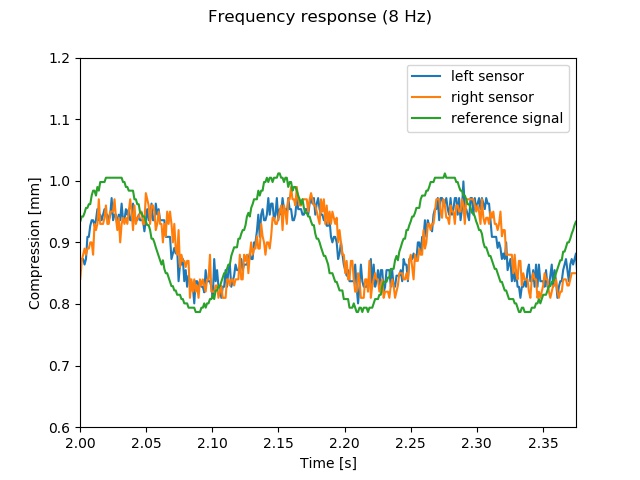 Frequency response (8 Hz)
left sensor
right sensor
reference signal
1.2
1.1
1.0
0.9
0.8
0.7
0.6
Compression [mm]
2.00 2.05 2.10 2.15 2.20 2.25 2.30 2.35
Time [s]